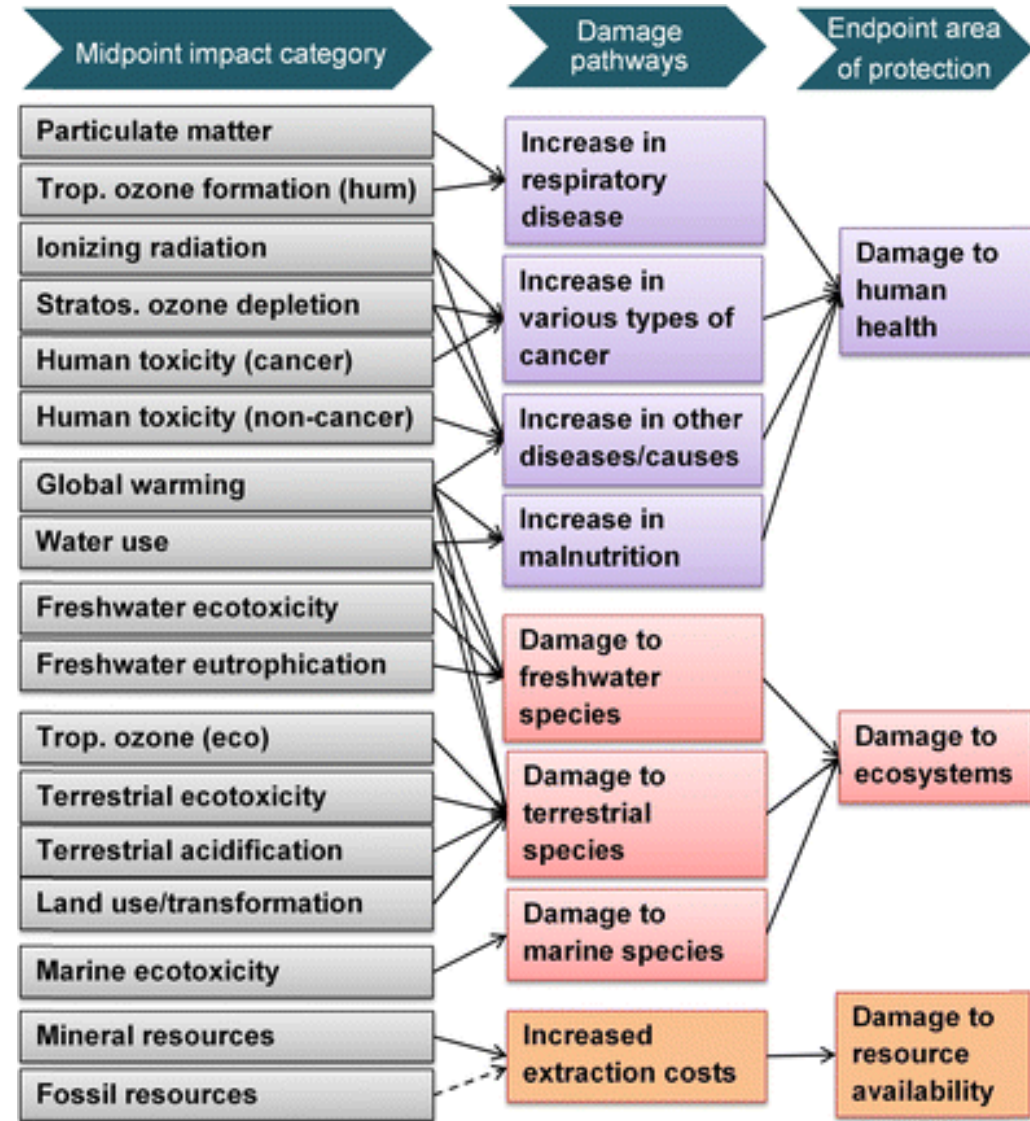 Midpoint impact category
Damage
pathways
Endpoint area
of protection
Particulate matter
Trop. ozone formation (hum)
Ionizing radiation
Stratos. ozone depletion
Human toxicity (cancer)
Human toxicity (non-cancer)
Global warming
Water use
Freshwater ecotoxicity
Freshwater eutrophication
Trop. ozone (eco)
Terrestrial ecotoxicity
Terrestrial acidification
Land use/transformation
Marine ecotoxicity
Mineral resources
Fossil resources
Increase in
respiratory
disease
Increase in
various types of
cancer
Increase in other
diseases/causes
Increase in
malnutrition
Damage to
freshwater
species
Damage to
terrestrial
species
Damage to
marine species
Increased
extraction costs
Damage to
human
health
Damage to
ecosystems
Damage to
resource
availability